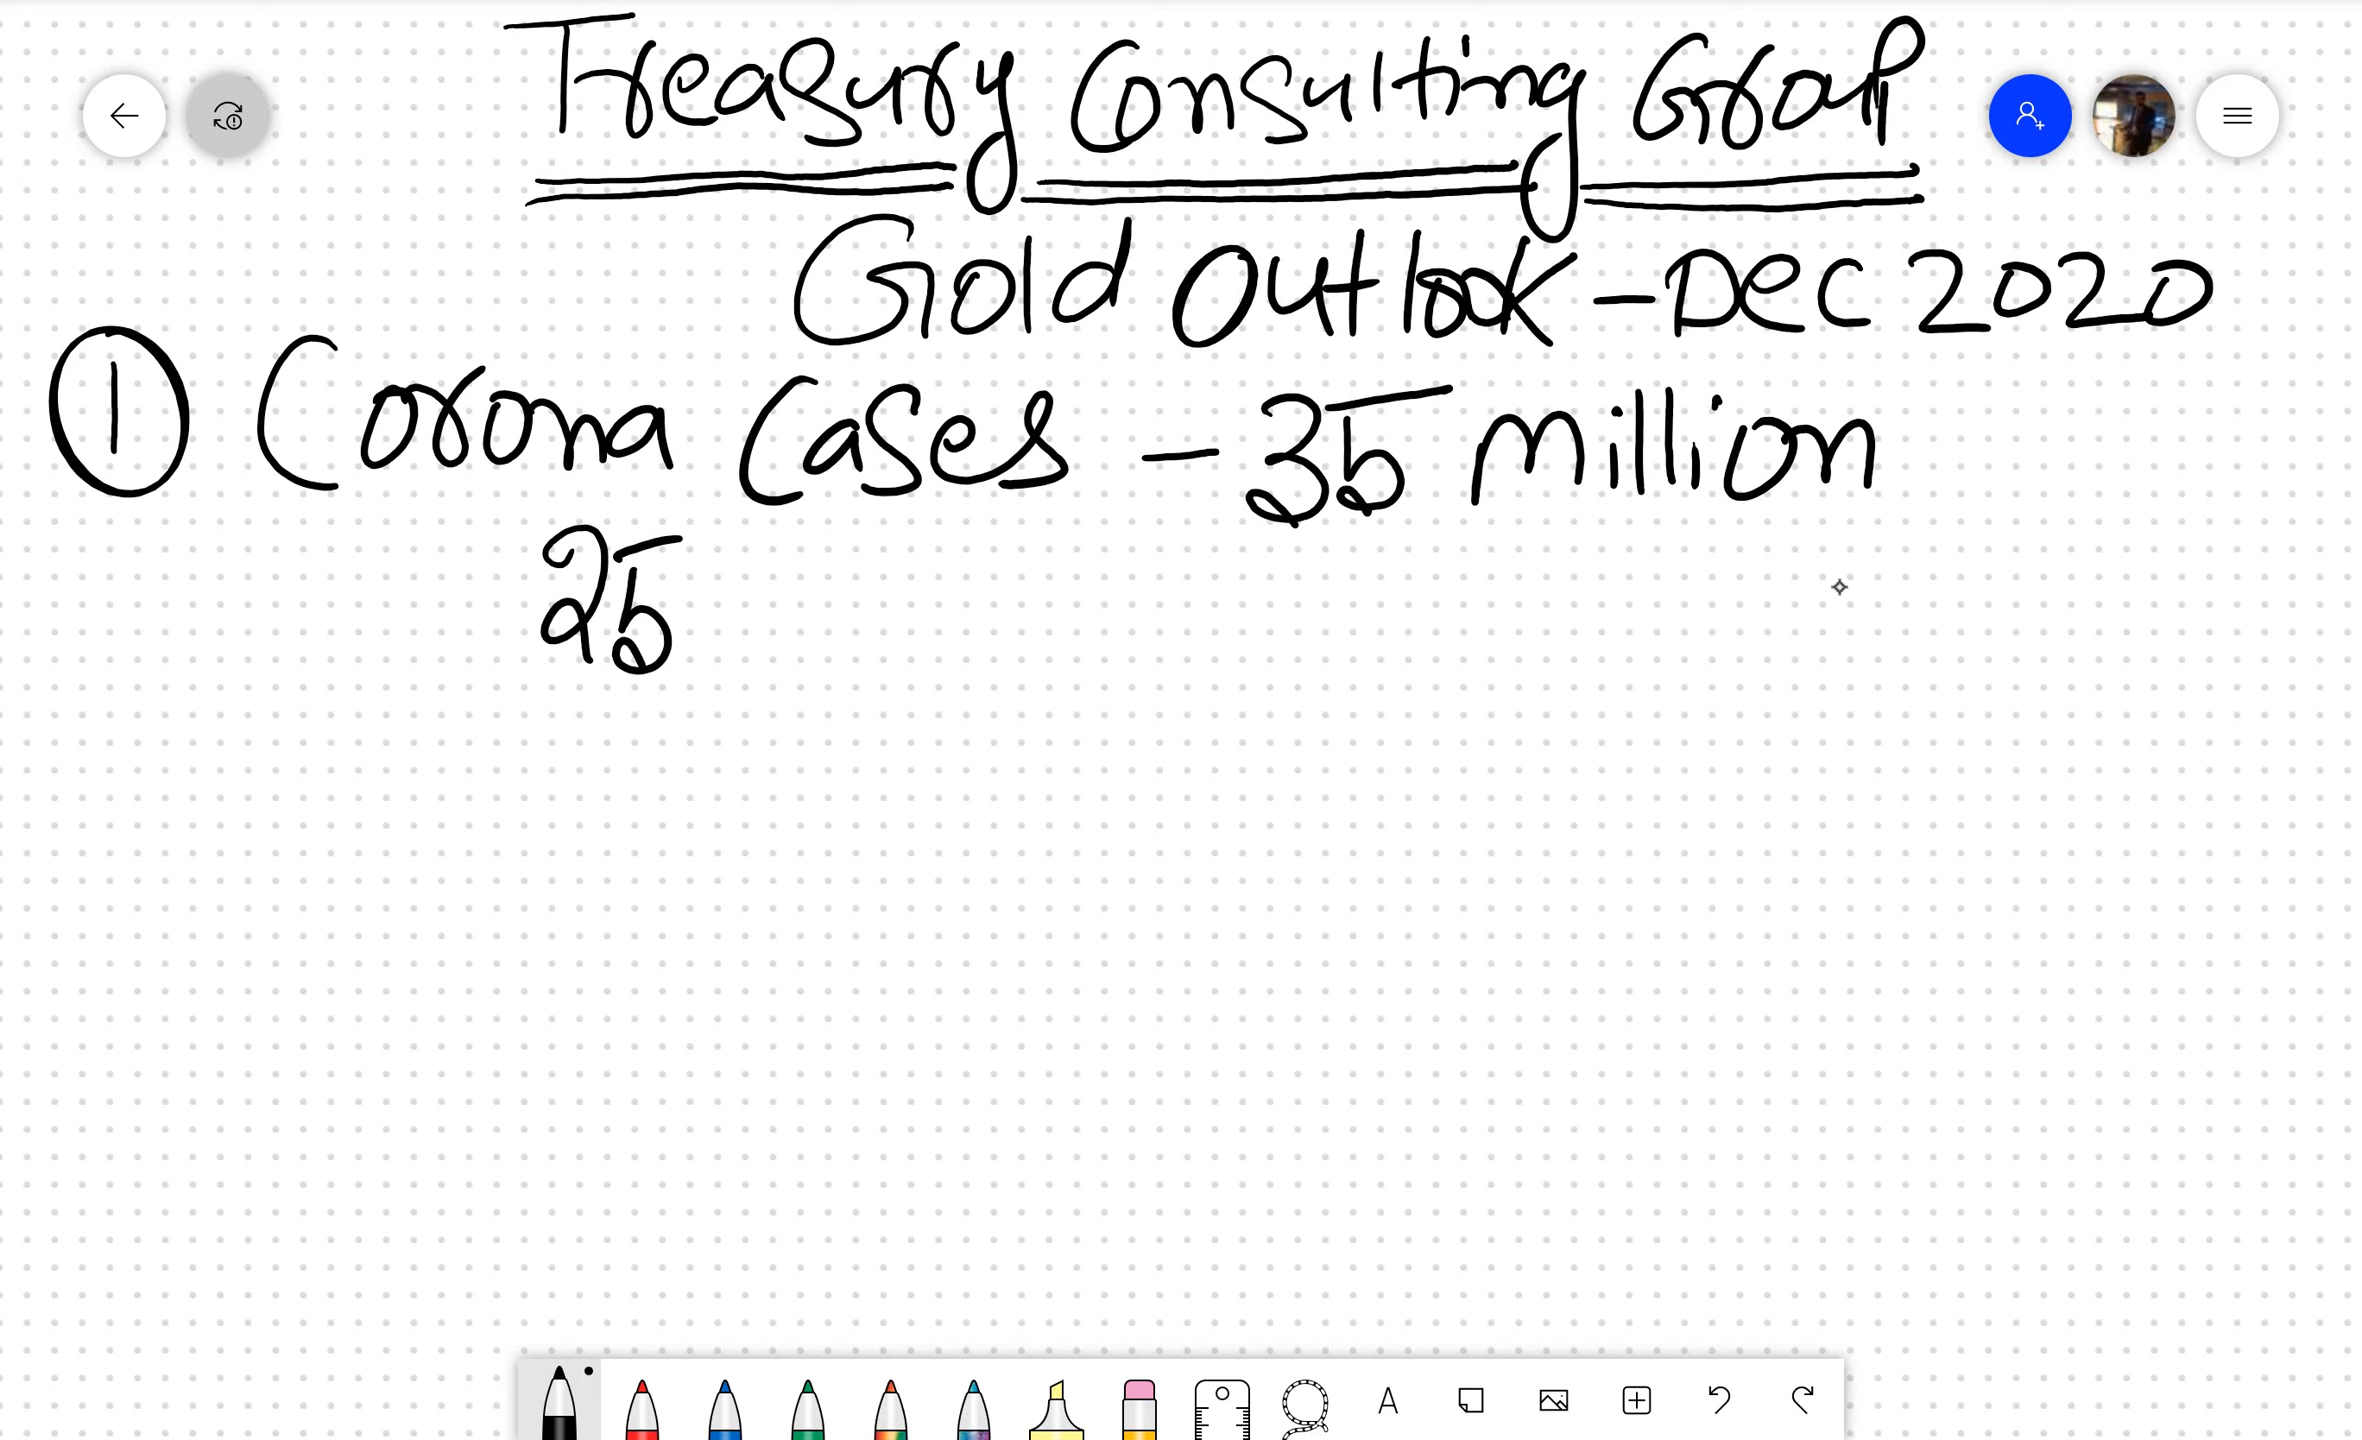 Treasury Consulting Group
Gold Outlook - Dec 2020
① Corona Cases - 35 Million
25
A